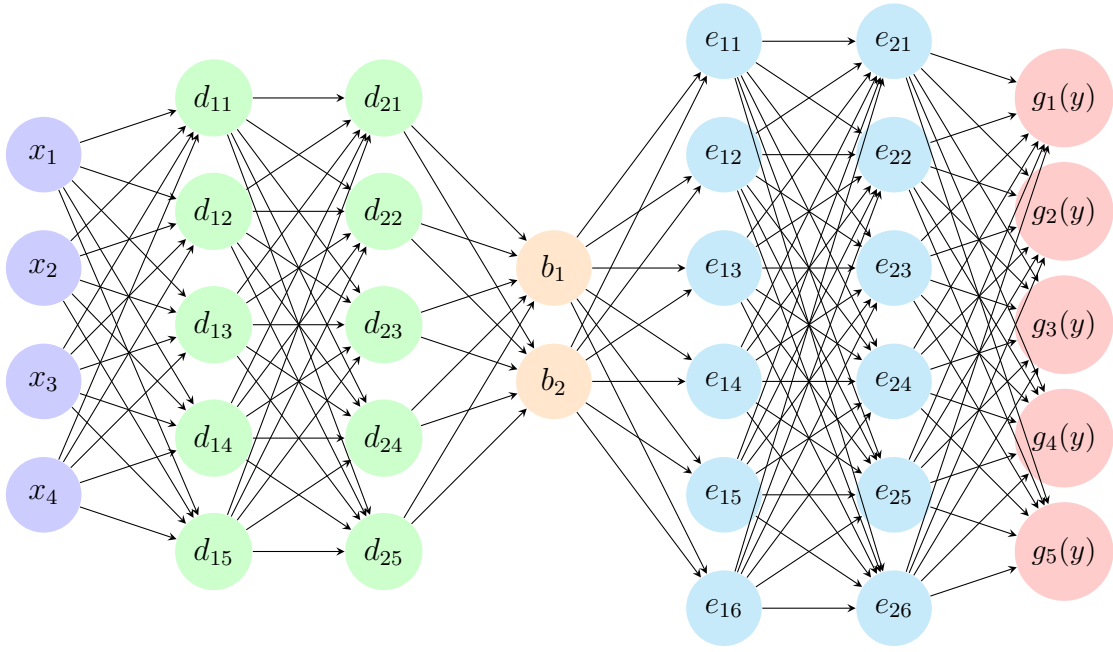 x₁
x₂
x₃
x₄
d₁₁
d₁₂
d₁₃
d₁₄
d₁₅
d₂₁
d₂₂
d₂₃
d₂₄
d₂₅
b₁
b₂
e₁₁
e₁₂
e₁₃
e₁₄
e₁₅
e₁₆
e₂₁
e₂₂
e₂₃
e₂₄
e₂₅
e₂₆
g₁(y)
g₂(y)
g₃(y)
g₄(y)
g₅(y)